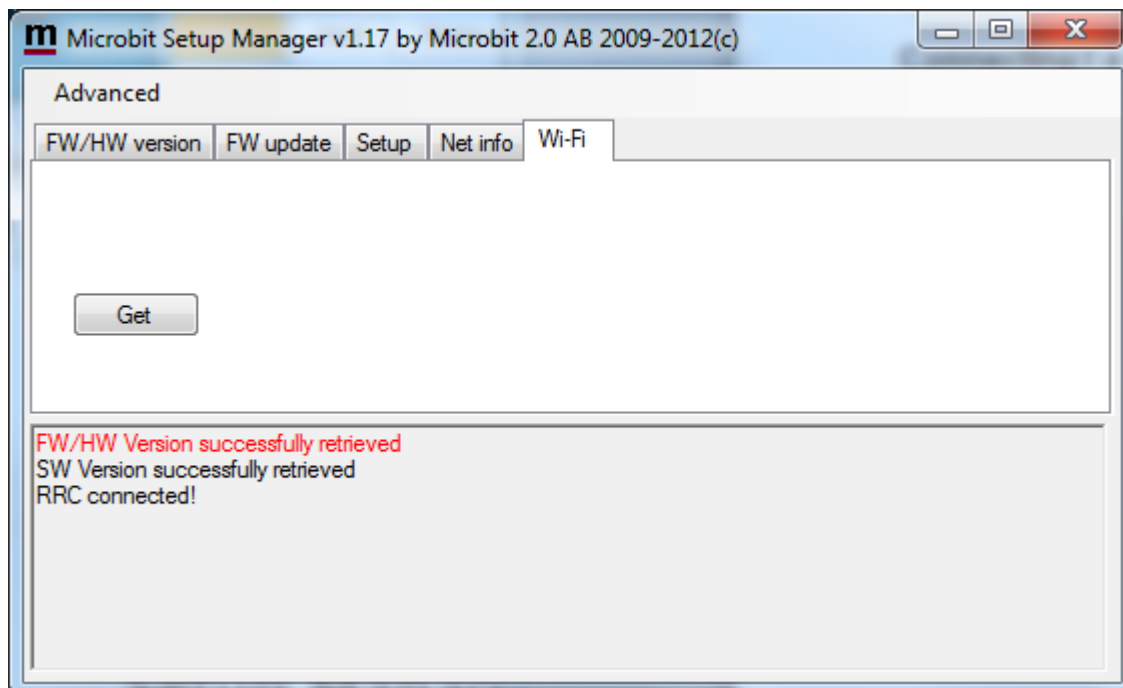 m Microbit Setup Manager v1.17 by Microbit 2.0 AB 2009-2012(c)
Advanced
FW/HW version FW update Setup Net info Wi-Fi
Get
FW/HW Version successfully retrieved
SW Version successfully retrieved
RRC connected!